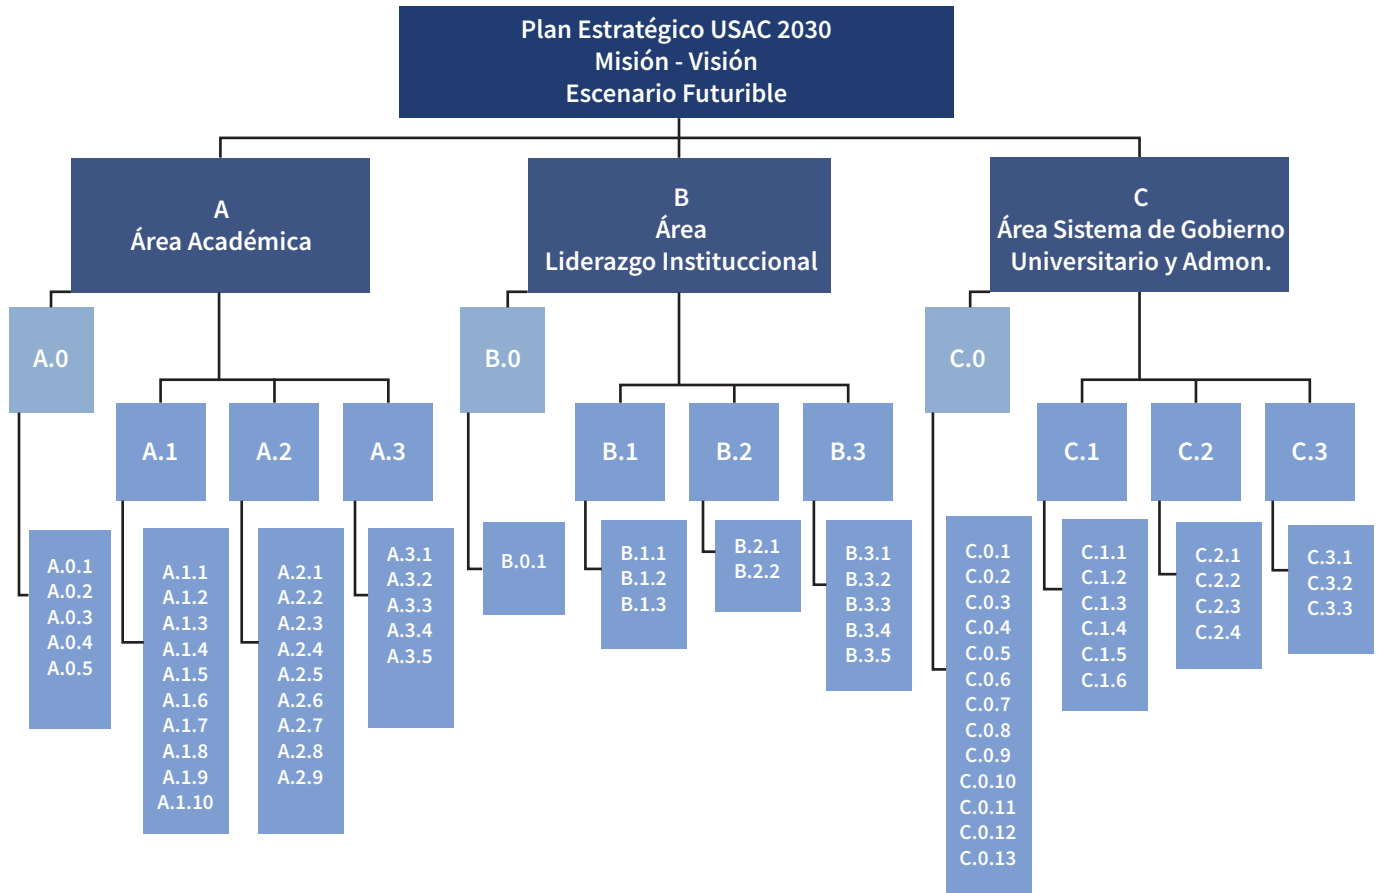 Plan Estratégico USAC 2030
Misión - Visión
Escenario Futurible
A
Área Académica
B
Área
Liderazgo Instituccional
C
Área Sistema de Gobierno
Universitario y Admon.
A.0
B.0
C.0
A.1
A.2
A.3
B.1
B.2
B.3
C.1
C.2
C.3
A.0.1
A.0.2
A.0.3
A.0.4
A.0.5
A.1.1
A.1.2
A.1.3
A.1.4
A.1.5
A.1.6
A.1.7
A.1.8
A.1.9
A.1.10
A.2.1
A.2.2
A.2.3
A.2.4
A.2.5
A.2.6
A.2.7
A.2.8
A.2.9
A.3.1
A.3.2
A.3.3
A.3.4
A.3.5
B.0.1
B.1.1
B.1.2
B.1.3
B.2.1
B.2.2
B.3.1
B.3.2
B.3.3
B.3.4
B.3.5
C.0.1
C.0.2
C.0.3
C.0.4
C.0.5
C.0.6
C.0.7
C.0.8
C.0.9
C.0.10
C.0.11
C.0.12
C.0.13
C.1.1
C.1.2
C.1.3
C.1.4
C.1.5
C.1.6
C.2.1
C.2.2
C.2.3
C.2.4
C.3.1
C.3.2
C.3.3